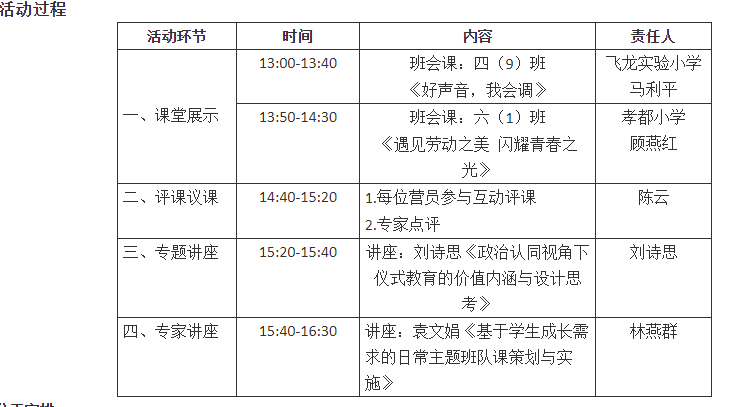 活动过程
活动环节 时间 内容 责任人
一、课堂展示
13:00-13:40
班会课：四（9）班
《好声音，我会调》
飞龙实验小学
马利平
13:50-14:30
班会课：六（1）班
《遇见劳动之美 闪耀青春之
光》
孝都小学
顾燕红
二、评课议课
14:40-15:20
1.每位营员参与互动评课
2.专家点评
陈云
三、专题讲座
15:20-15:40
讲座：刘诗思《政治认同视角下
仪式教育的价值内涵与设计思
考》
刘诗思
四、专家讲座
15:40-16:30
讲座：袁文娟《基于学生成长需
求的日常主题班队课策划与实
施》
林燕群